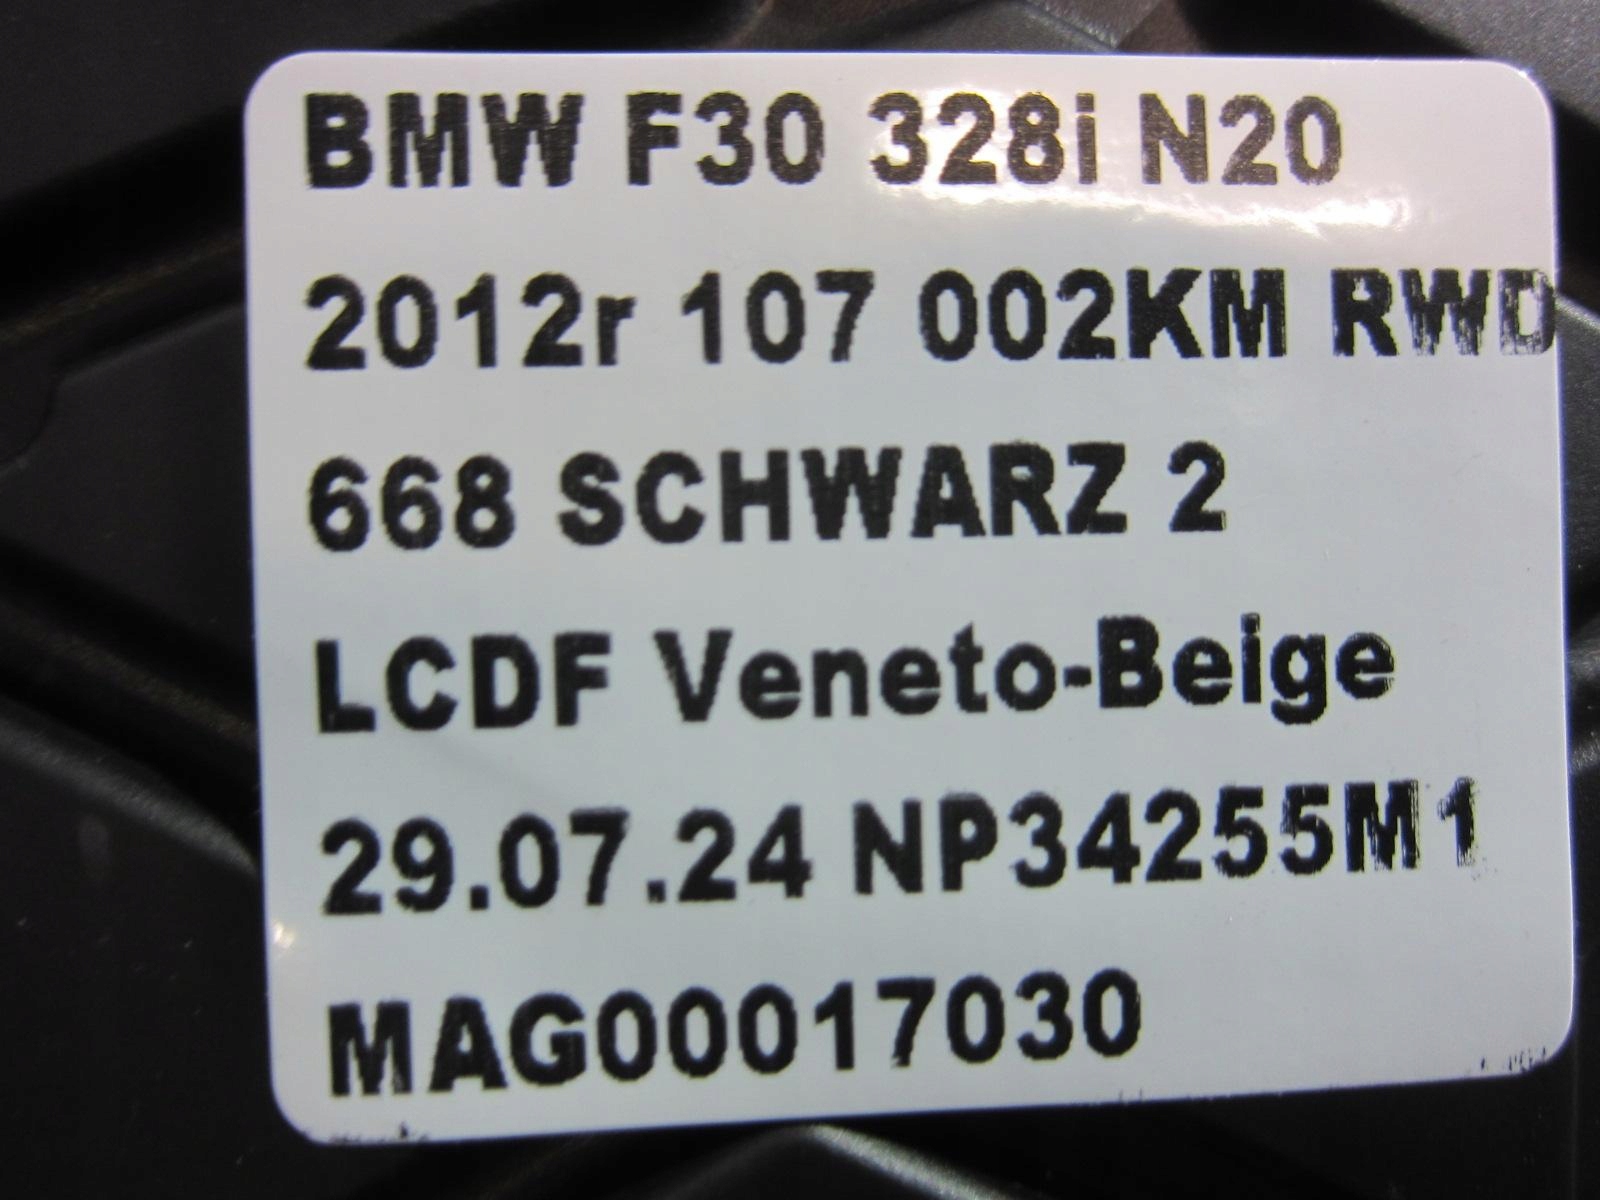 BMW F30 328i N20
2012r 107 002KM RWD
668 SCHWARZ 2
LCDF Veneto-Beige
29.07.24 NP34255M1
MAG00017030